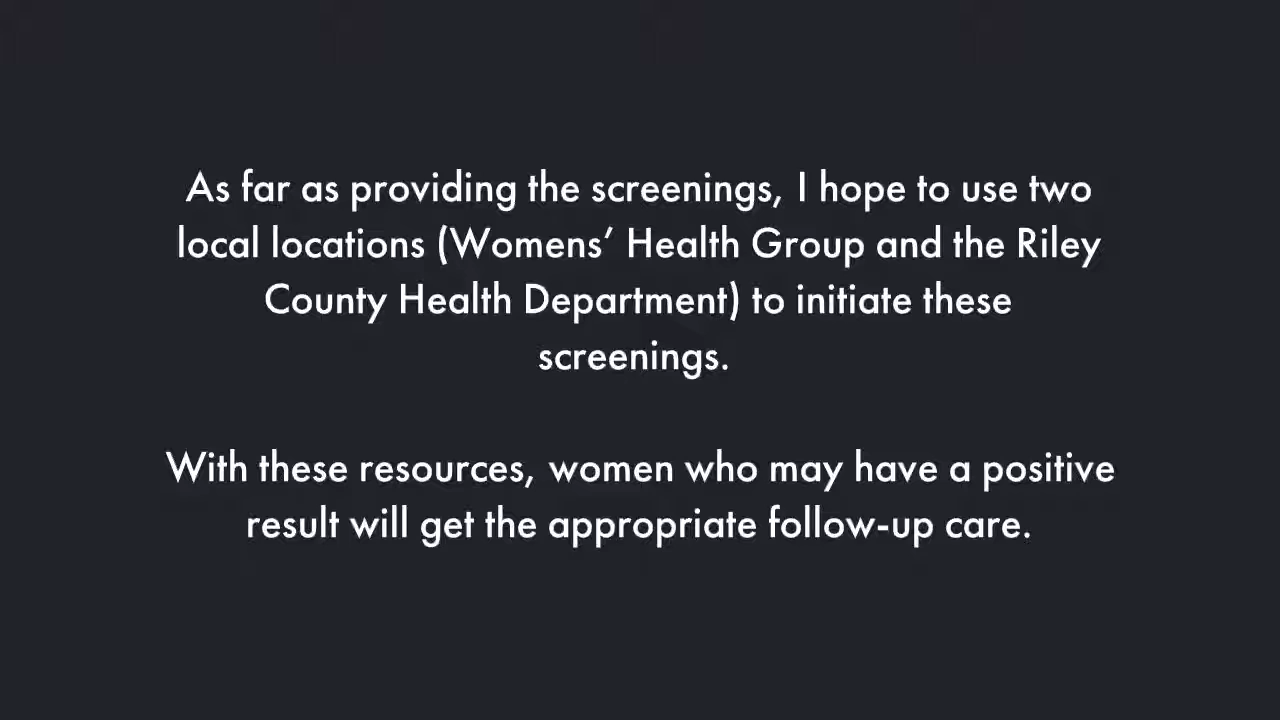 As far as providing the screenings, I hope to use two
local locations (Womens’ Health Group and the Riley
County Health Department) to initiate these
screenings.
With these resources, women who may have a positive
result will get the appropriate follow-up care.